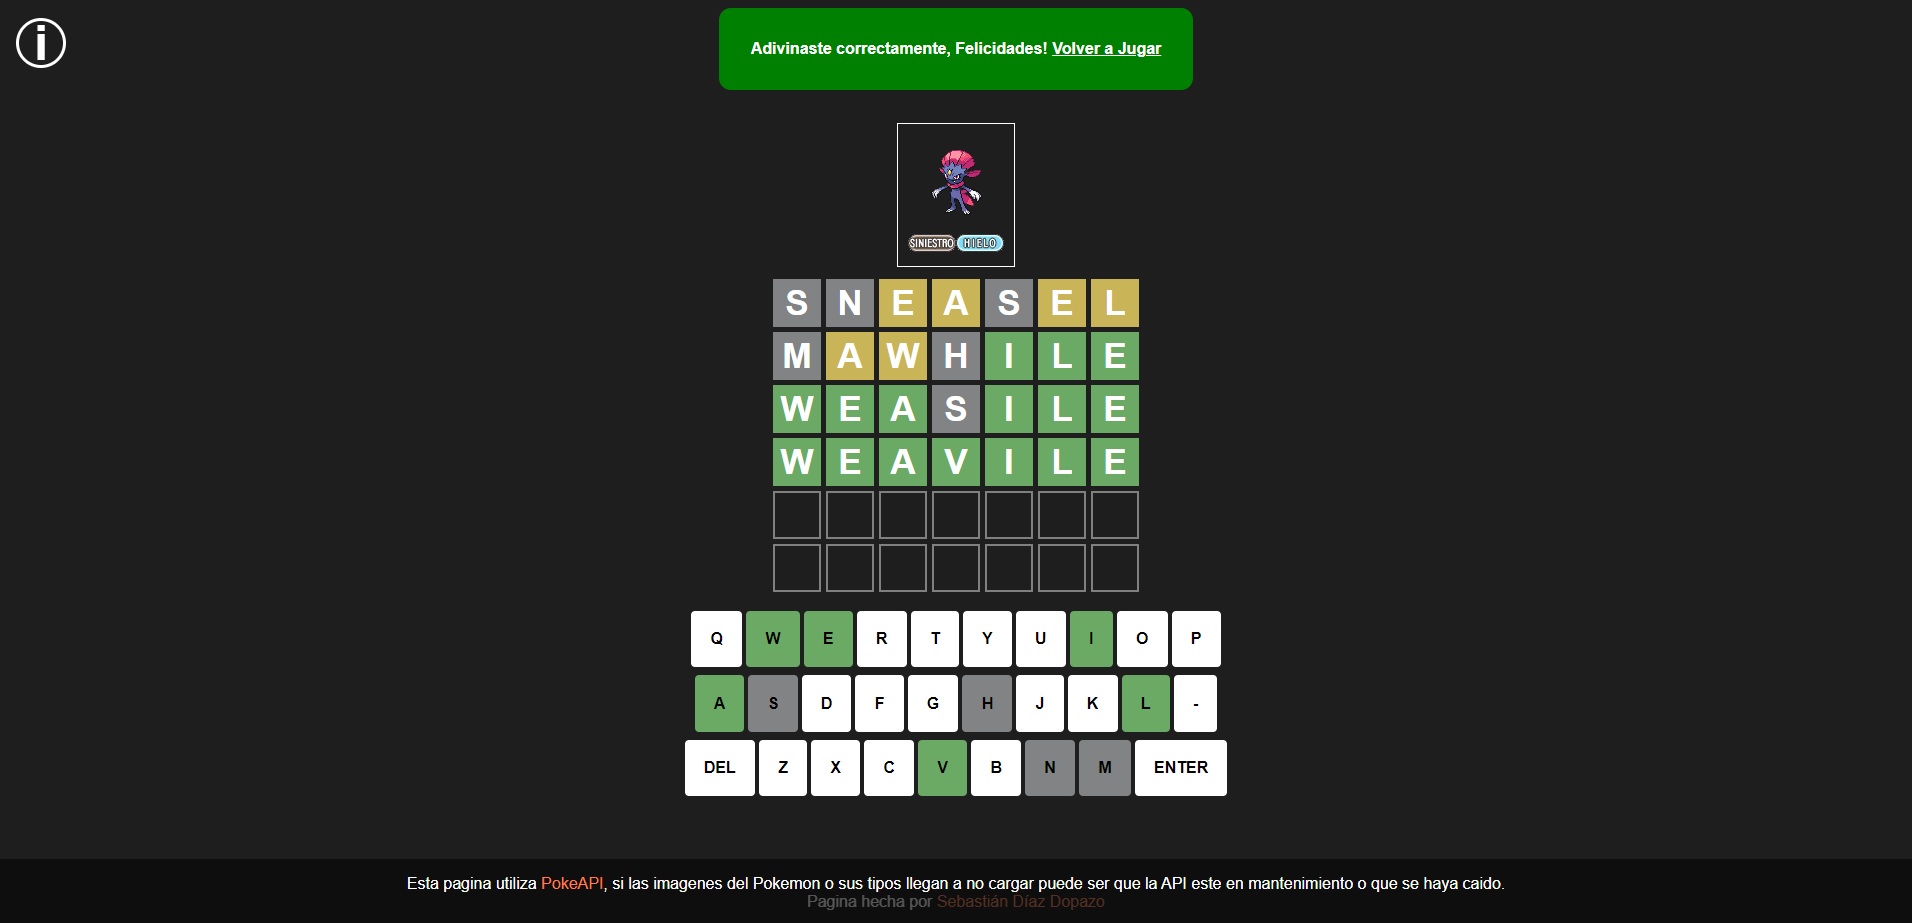 i
Adivinaste correctamente, Felicidades! Volver a Jugar
SINIESTRO HIELO
S N E A S E L
M A W H I L E
W E A S I L E
W E A V I L E
Q W E R T Y U I O P
A S D F G H J K L -
DEL Z X C V B N M ENTER
Esta pagina utiliza PokeAPI, si las imagenes del Pokemon o sus tipos llegan a no cargar puede ser que la API este en mantenimiento o que se haya caido.
Pagina hecha por Sebastián Díaz Dopazo